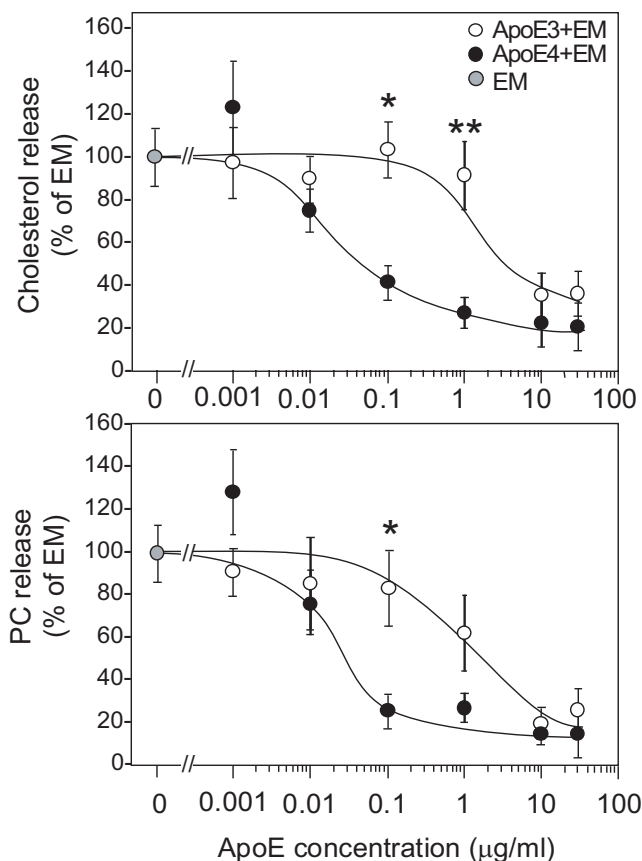 160
ApoE3+EM
140
ApoE4+EM
120
EM
*
**
100
80
60
40
20
0
Cholesterol release
(% of EM)
//
//
0 0.001 0.01 0.1 1 10 100
160
140
120
*
100
80
60
40
20
0
PC release
(% of EM)
//
//
0 0.001 0.01 0.1 1 10 100
ApoE concentration (μg/ml)